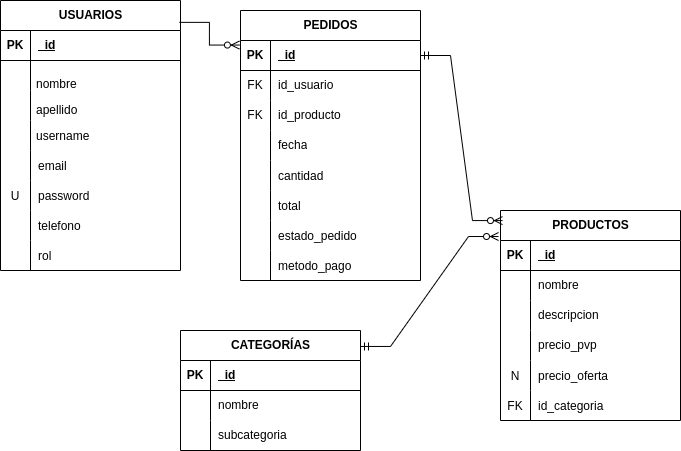 USUARIOS
PK _id
nombre
apellido
username
email
U password
telefono
rol
PEDIDOS
PK _id
FK id_usuario
FK id_producto
fecha
cantidad
total
estado_pedido
metodo_pago
PRODUCTOS
PK _id
nombre
descripcion
precio_pvp
N precio_oferta
FK id_categoria
CATEGORÍAS
PK _id
nombre
subcategoria